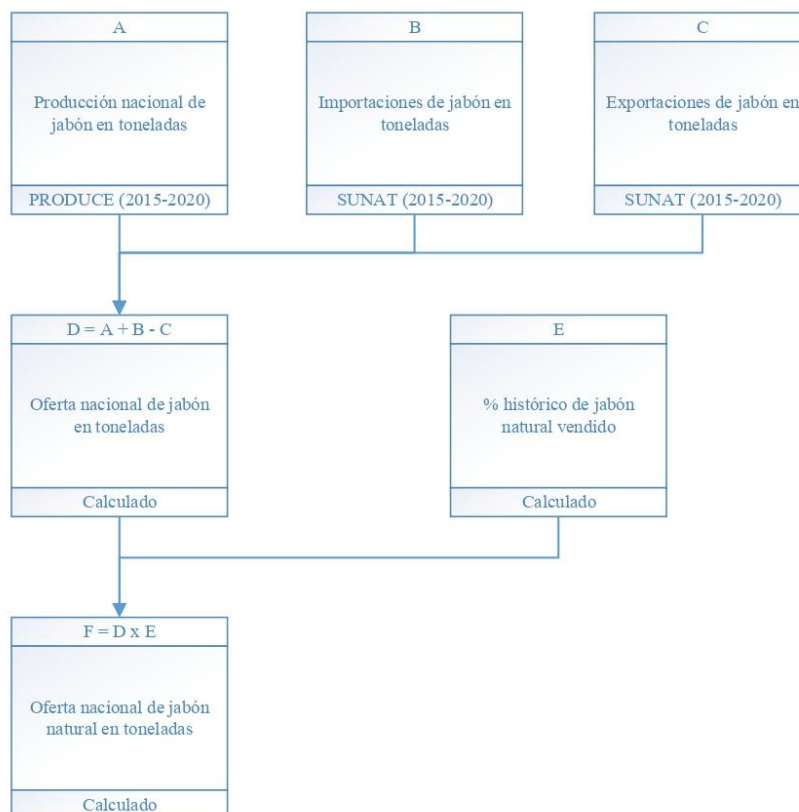 A
Producción nacional de
jabón en toneladas
PRODUCE (2015-2020)
B
Importaciones de jabón en
toneladas
SUNAT (2015-2020)
C
Exportaciones de jabón en
toneladas
SUNAT (2015-2020)
D = A + B - C
Oferta nacional de jabón
en toneladas
Calculado
E
% histórico de jabón
natural vendido
Calculado
F = D x E
Oferta nacional de jabón
natural en toneladas
Calculado